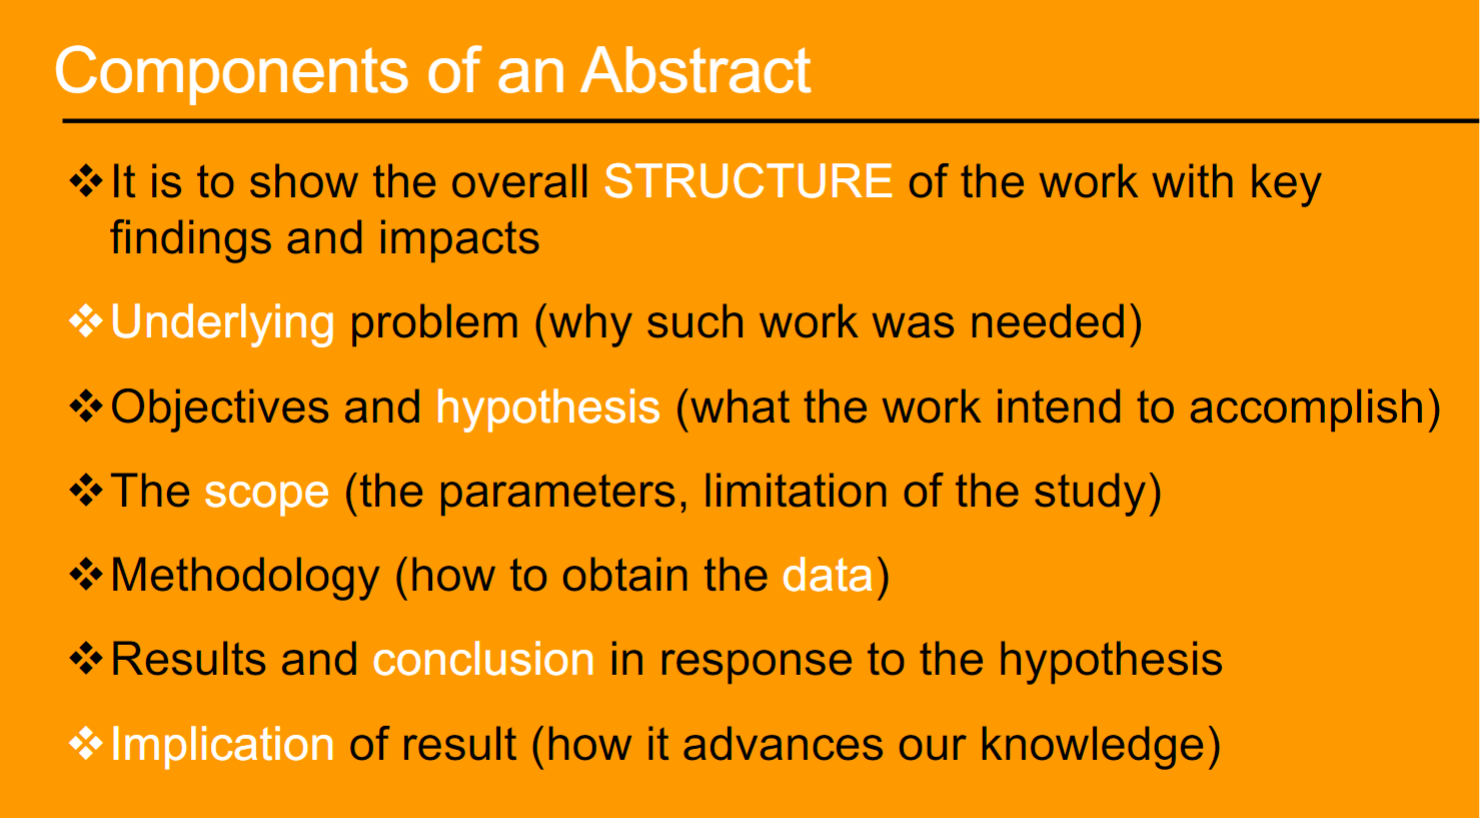 Components of an Abstract
❖It is to show the overall STRUCTURE of the work with key
findings and impacts
❖Underlying problem (why such work was needed)
❖Objectives and hypothesis (what the work intend to accomplish)
❖The scope (the parameters, limitation of the study)
❖Methodology (how to obtain the data)
❖Results and conclusion in response to the hypothesis
❖Implication of result (how it advances our knowledge)